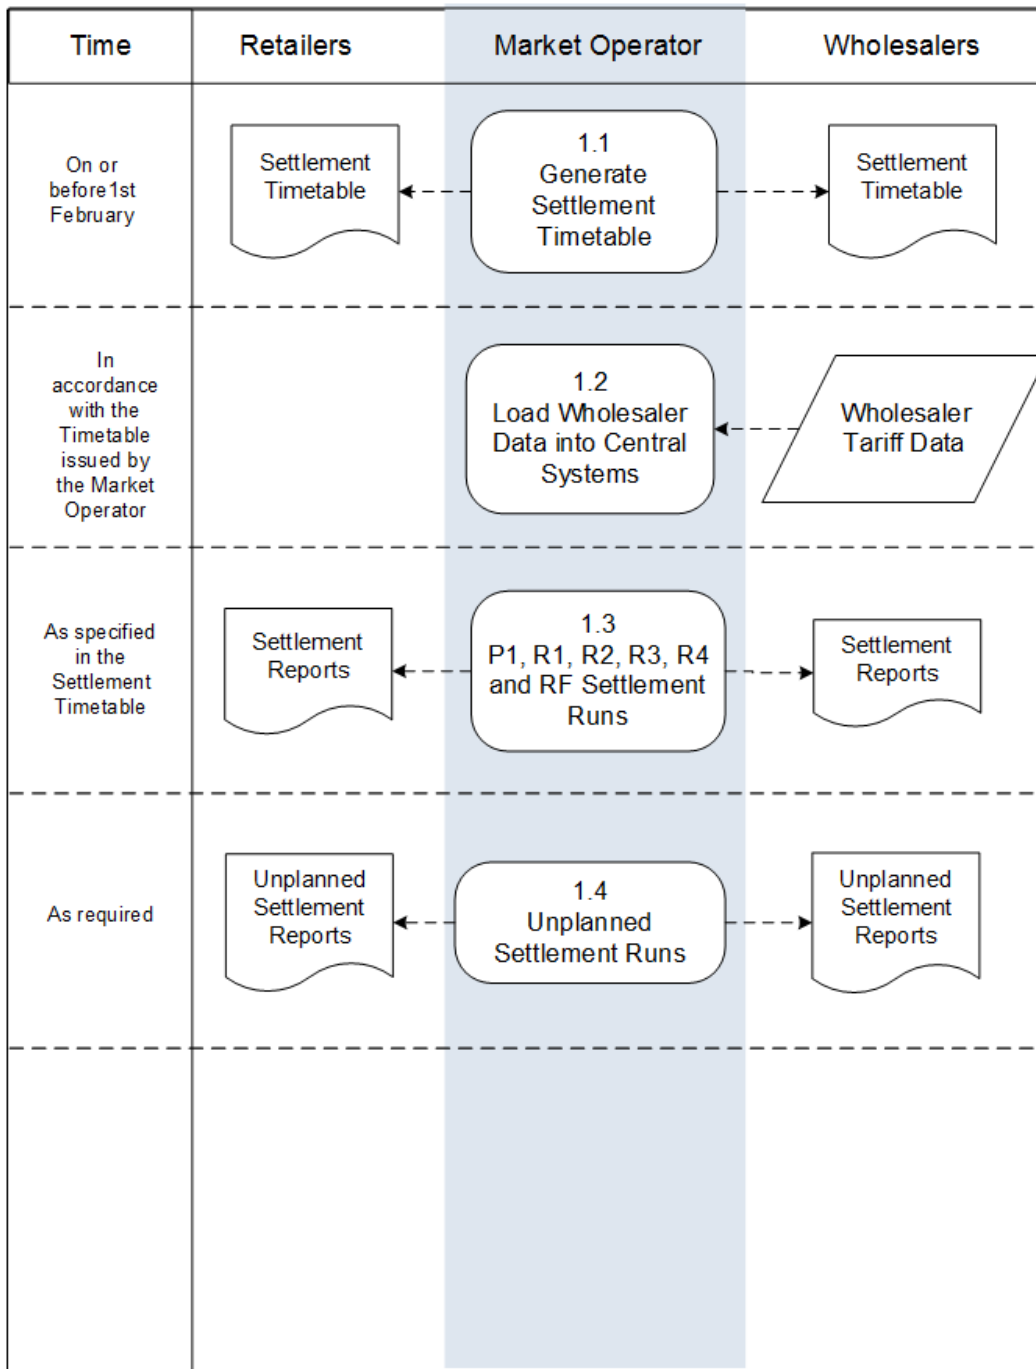 Time
Retailers
Market Operator
Wholesalers
On or
before1st
February
Settlement
Timetable
1.1
Generate
Settlement
Timetable
Settlement
Timetable
In
accordance
with the
Timetable
issued by
the Market
Operator
1.2
Load Wholesaler
Data into Central
Systems
Wholesaler
Tariff Data
As specified
in the
Settlement
Timetable
Settlement
Reports
1.3
P1, R1, R2, R3, R4
and RF Settlement
Runs
Settlement
Reports
As required
Unplanned
Settlement
Reports
1.4
Unplanned
Settlement Runs
Unplanned
Settlement
Reports